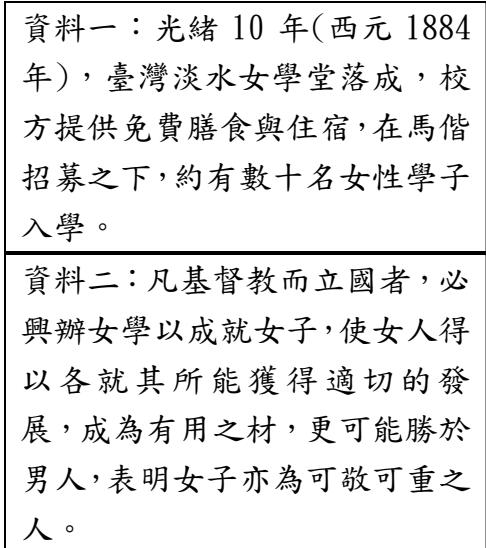 資料一：光緒 10 年(西元 1884
年)，臺灣淡水女學堂落成，校
方提供免費膳食與住宿，在馬偕
招募之下，約有數十名女性學子
入學。
資料二：凡基督教而立國者，必
興辦女學以成就女子，使女人得
以各就其所能獲得適切的發
展，成為有用之材，更可能勝於
男人，表明女子亦為可敬可重之
人。